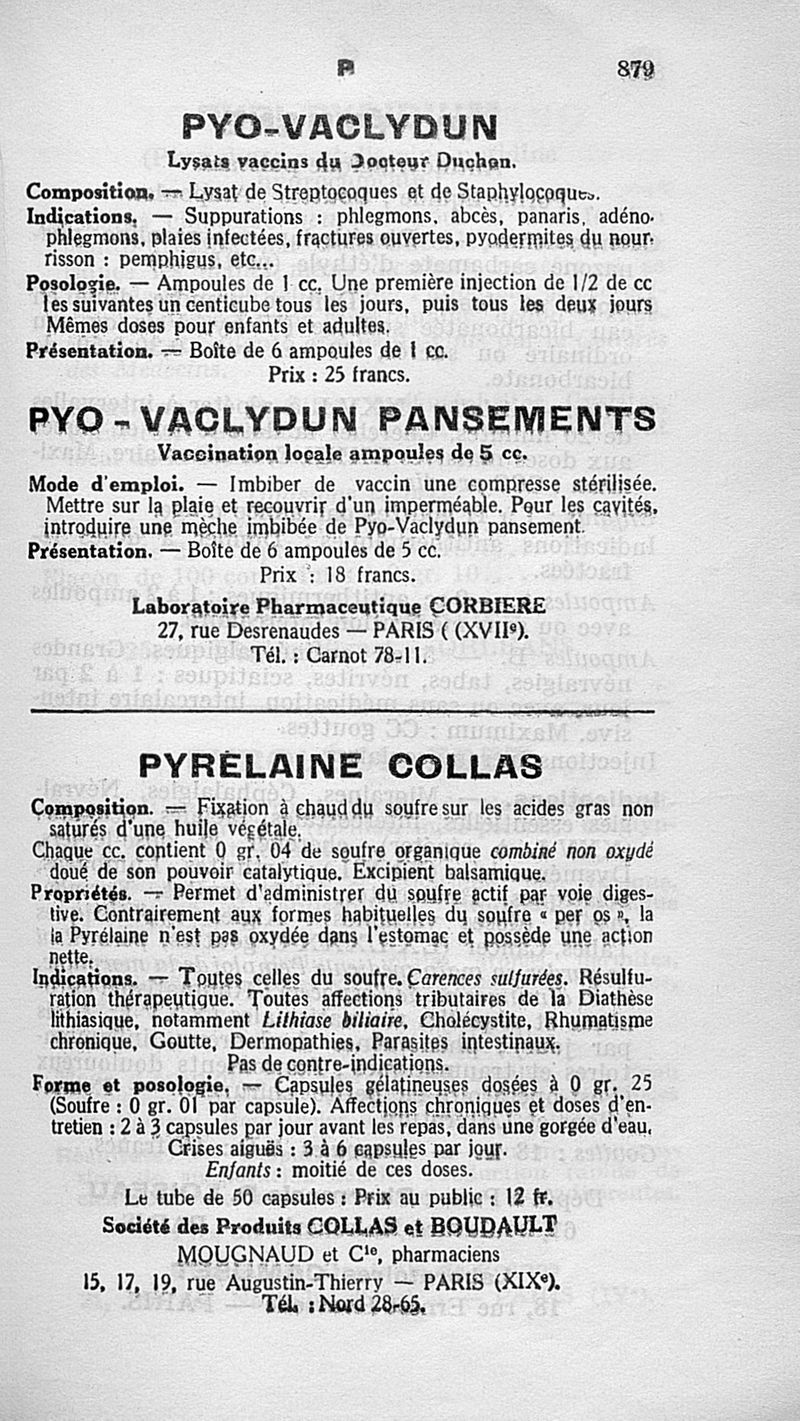 P 879
PYO-VACLYDUN
Lysats vaccins du Docteur Duchon.
Composition. — Lysat de Streptocoques et de Staphylocoques.
Indications. — Suppurations : phlegmons, abcès, panaris, adéno-
phlegmons, plaies infectées, fractures ouvertes, pyodermites du nour-
risson : pemphigus, etc...
Posologie. — Ampoules de 1 cc. Une première injection de 1/2 de cc
les suivantes un centicube tous les jours, puis tous les deux jours
Mêmes doses pour enfants et adultes.
Présentation. — Boîte de 6 ampoules de 1 cc.
Prix : 25 francs.
PYO - VACLYDUN PANSEMENTS
Vaccination locale ampoules de 5 cc.
Mode d'emploi. — Imbiber de vaccin une compresse stérilisée.
Mettre sur la plaie et recouvrir d'un imperméable. Pour les cavités,
introduire une mèche imbibée de Pyo-Vaclydun pansement.
Présentation. — Boîte de 6 ampoules de 5 cc.
Prix : 18 francs.
Laboratoire Pharmaceutique CORBIERE
27, rue Desrenaudes — PARIS ( (XVIIe).
Tél. : Carnot 78-11.
PYRÉLAINE COLLAS
Composition. — Fixation à chaud du soufre sur les acides gras non
saturés d'une huile végétale.
Chaque cc. contient 0 gr. 04 de soufre organique combiné non oxydé
doué de son pouvoir catalytique. Excipient balsamique.
Propriétés. — Permet d'administrer du soufre actif par voie diges-
tive. Contrairement aux formes habituelles du soufre « per os », la
la Pyrélaine n'est pas oxydée dans l'estomac et possède une action
nette.
Indications. — Toutes celles du soufre. Carences sulfurées. Résulfu-
ration thérapeutique. Toutes affections tributaires de la Diathèse
lithiasique, notamment Lithiase biliaire, Cholécystite, Rhumatisme
chronique, Goutte, Dermopathies, Parasites intestinaux.
Pas de contre-indications.
Forme et posologie. — Capsules gélatineuses dosées à 0 gr. 25
(Soufre : 0 gr. 01 par capsule). Affections chroniques et doses d'en-
tretien : 2 à 3 capsules par jour avant les repas, dans une gorgée d'eau.
Crises aiguës : 3 à 6 capsules par jour.
Enfants : moitié de ces doses.
Le tube de 50 capsules : Prix au public : 12 fr.
Société des Produits COLLAS et BOUDAULT
MOUGNAUD et Cie, pharmaciens
15, 17, 19, rue Augustin-Thierry — PARIS (XIXe).
Tél. : Nord 28-65.